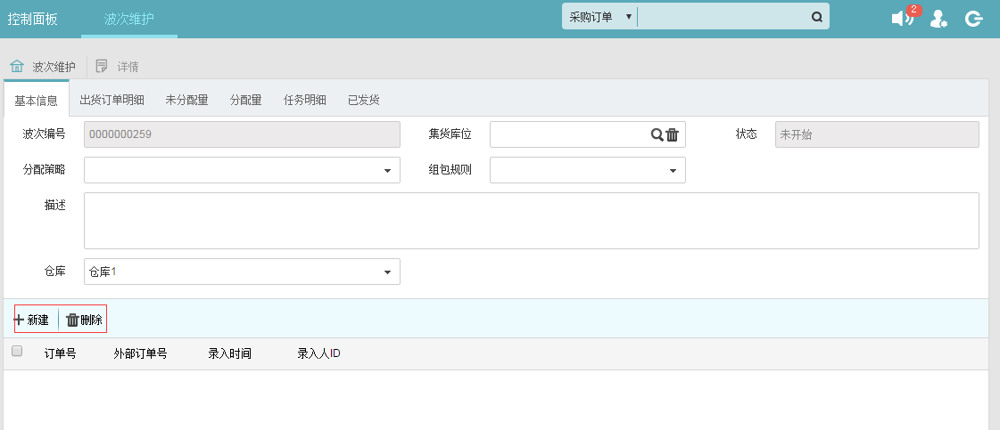 控制面板 波次维护 采购订单 2
波次维护 详情
基本信息 出货订单明细 未分配量 分配量 任务明细 已发货
波次编号 0000000259 集货库位 状态 未开始
分配策略 组包规则
描述
仓库 仓库1
新建 删除
订单号 外部订单号 录入时间 录入人ID